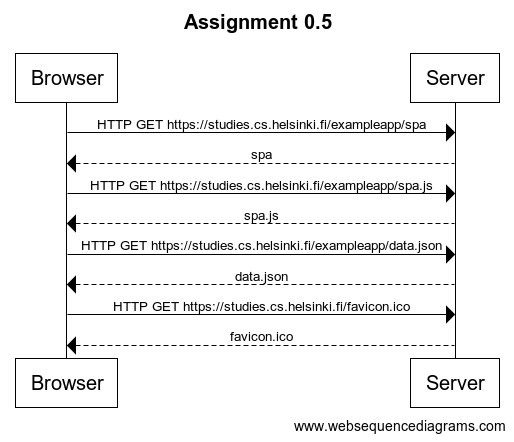 Assignment 0.5
Browser Server
HTTP GET https://studies.cs.helsinki.fi/exampleapp/spa
spa
HTTP GET https://studies.cs.helsinki.fi/exampleapp/spa.js
spa.js
HTTP GET https://studies.cs.helsinki.fi/exampleapp/data.json
data.json
HTTP GET https://studies.cs.helsinki.fi/favicon.ico
favicon.ico
Browser Server
www.websequencediagrams.com